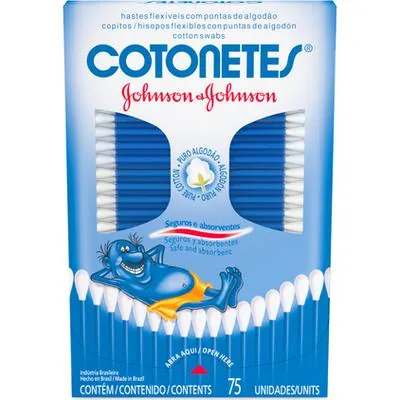 COTONETES
hastes flexíveis com pontas de algodão
copitos / hisopos flexibles con puntas de algodón
cotton swabs
COTONETES®
Johnson & Johnson
PURO ALGODÃO • ALGODÓN PURO • PURE COTTON •
Seguros e absorventes
Seguros y absorbentes
Safe and absorbent
ABRA AQUI / OPEN HERE
Indústria Brasileira
Hecho en Brasil / Made in Brazil
CONTÉM / CONTENIDO / CONTENTS 75 UNIDADES/UNITS